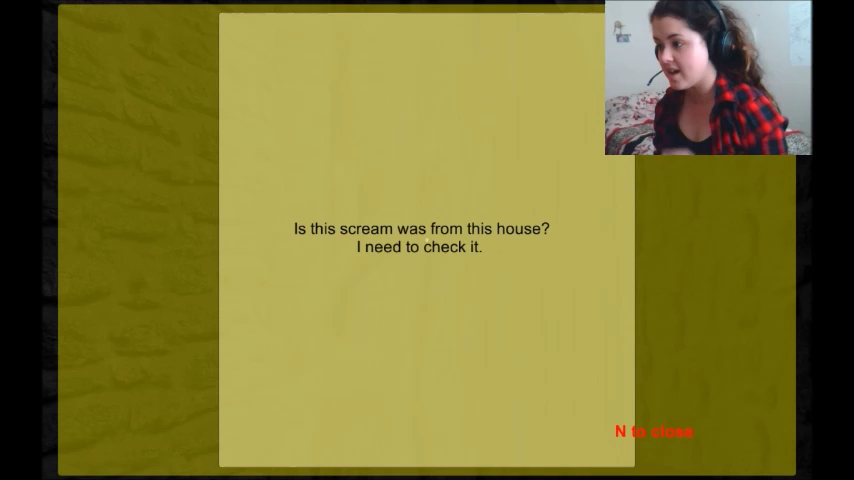 Is this scream was from this house?
I need to check it.
N to close